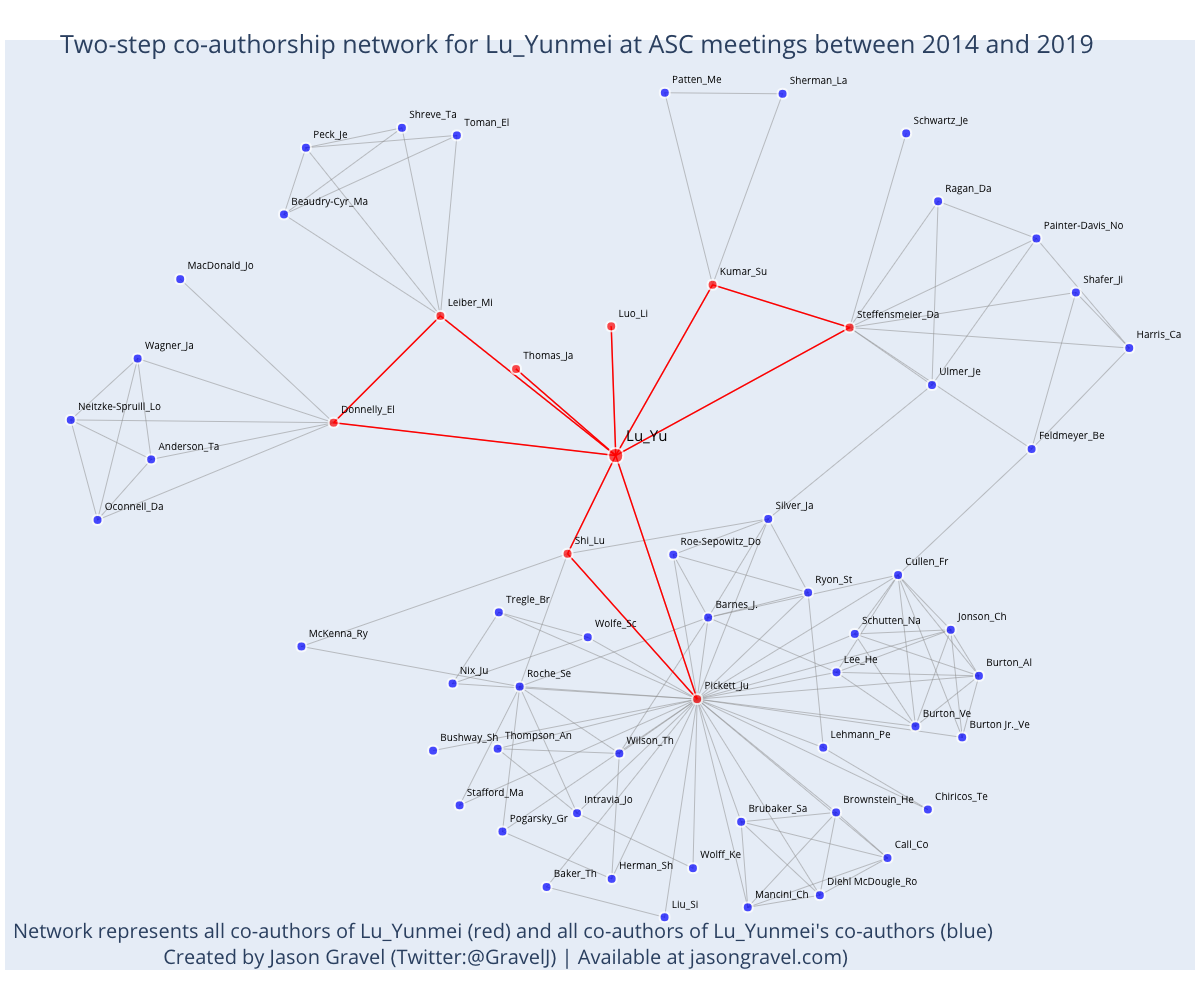 Two-step co-authorship network for Lu_Yunmei at ASC meetings between 2014 and 2019
Patten_Me
Sherman_La
Shreve_Ta
Toman_El
Schwartz_Je
Peck_Je
Ragan_Da
Beaudry-Cyr_Ma
Painter-Davis_No
MacDonald_Jo
Kumar_Su
Shafer_Ji
Leiber_Mi
Luo_Li
Steffensmeier_Da
Harris_Ca
Wagner_Ja
Thomas_Ja
Ulmer_Je
Neitzke-Spruill_Lo
Donnelly_El
Lu_Yu
Feldmeyer_Be
Anderson_Ta
Oconnell_Da
Silver_Ja
Shi_Lu
Roe-Sepowitz_Do
Cullen_Fr
Ryon_St
Tregle_Br
Barnes_J.
Jonson_Ch
Wolfe_Sc
Schutten_Na
McKenna_Ry
Lee_He
Burton_Al
Nix_Ju
Roche_Se
Pickett_Ju
Burton_Ve
Burton Jr._Ve
Bushway_Sh
Thompson_An
Wilson_Th
Lehmann_Pe
Stafford_Ma
Intravia_Jo
Brubaker_Sa
Brownstein_He
Chiricos_Te
Pogarsky_Gr
Call_Co
Wolff_Ke
Baker_Th
Herman_Sh
Mancini_Ch
Diehl McDougle_Ro
Liu_Si
Network represents all co-authors of Lu_Yunmei (red) and all co-authors of Lu_Yunmei's co-authors (blue)
Created by Jason Gravel (Twitter:@GravelJ) | Available at jasongravel.com)